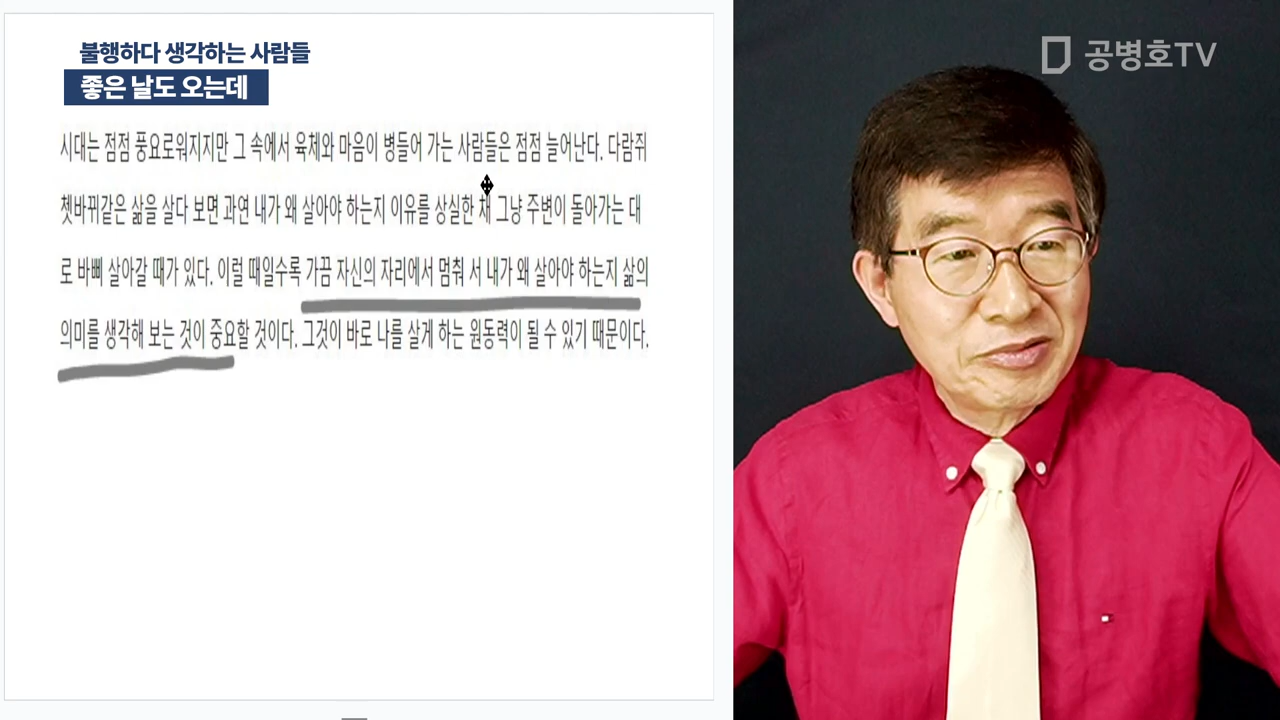 불행하다 생각하는 사람들
좋은 날도 오는데
공병호TV
시대는 점점 풍요로워지지만 그 속에서 육체와 마음이 병들어 가는 사람들은 점점 늘어난다. 다람쥐
쳇바퀴같은 삶을 살다 보면 과연 내가 왜 살아야 하는지 이유를 상실한 채 그냥 주변이 돌아가는 대
로 바삐 살아갈 때가 있다. 이럴 때일수록 가끔 자신의 자리에서 멈춰 서 내가 왜 살아야 하는지 삶의
의미를 생각해 보는 것이 중요할 것이다. 그것이 바로 나를 살게 하는 원동력이 될 수 있기 때문이다.